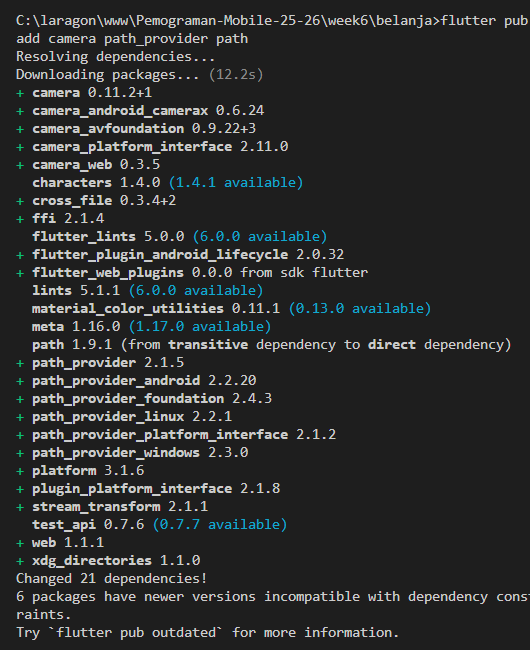 C:\laragon\www\Pemograman-Mobile-25-26\week6\belanja>flutter pub
add camera path_provider path
Resolving dependencies...
Downloading packages... (12.2s)
+ camera 0.11.2+1
+ camera_android_camerax 0.6.24
+ camera_avfoundation 0.9.22+3
+ camera_platform_interface 2.11.0
+ camera_web 0.3.5
  characters 1.4.0 (1.4.1 available)
+ cross_file 0.3.4+2
+ ffi 2.1.4
  flutter_lints 5.0.0 (6.0.0 available)
+ flutter_plugin_android_lifecycle 2.0.32
+ flutter_web_plugins 0.0.0 from sdk flutter
  lints 5.1.1 (6.0.0 available)
  material_color_utilities 0.11.1 (0.13.0 available)
  meta 1.16.0 (1.17.0 available)
  path 1.9.1 (from transitive dependency to direct dependency)
+ path_provider 2.1.5
+ path_provider_android 2.2.20
+ path_provider_foundation 2.4.3
+ path_provider_linux 2.2.1
+ path_provider_platform_interface 2.1.2
+ path_provider_windows 2.3.0
+ platform 3.1.6
+ plugin_platform_interface 2.1.8
+ stream_transform 2.1.1
  test_api 0.7.6 (0.7.7 available)
+ web 1.1.1
+ xdg_directories 1.1.0
Changed 21 dependencies!
6 packages have newer versions incompatible with dependency const
raints.
Try `flutter pub outdated` for more information.